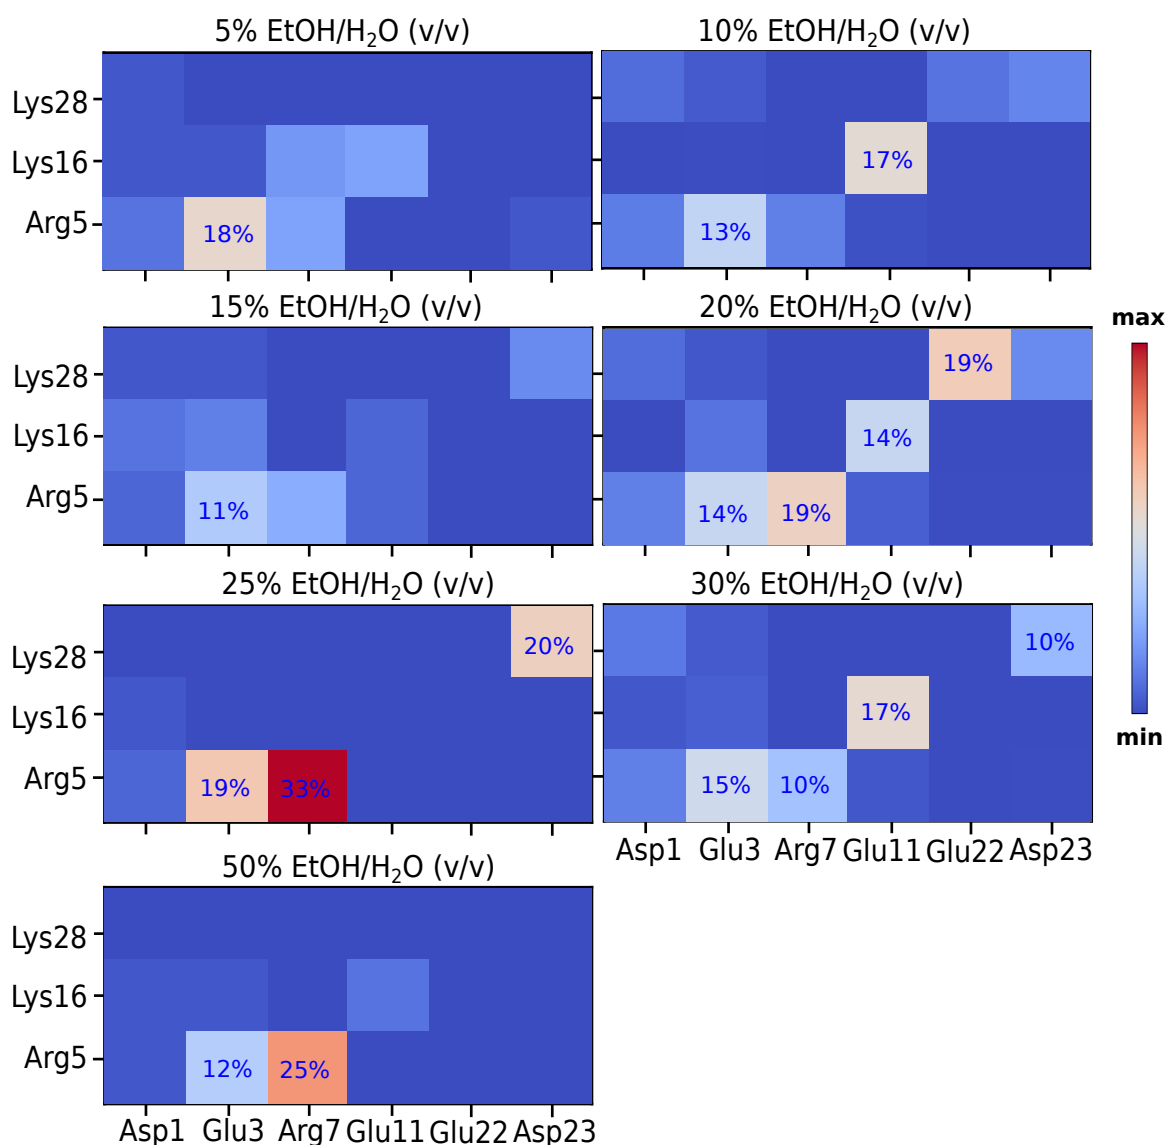 5% EtOH/H₂O (v/v)
10% EtOH/H₂O (v/v)
Lys28
Lys16
17%
Arg5
18%
13%
15% EtOH/H₂O (v/v)
20% EtOH/H₂O (v/v)
max
Lys28
19%
Lys16
14%
Arg5
11%
14%
19%
25% EtOH/H₂O (v/v)
30% EtOH/H₂O (v/v)
Lys28
20%
10%
Lys16
17%
min
Arg5
19%
33%
15%
10%
Asp1 Glu3 Arg7 Glu11 Glu22 Asp23
50% EtOH/H₂O (v/v)
Lys28
Lys16
Arg5
12%
25%
Asp1 Glu3 Arg7 Glu11 Glu22 Asp23